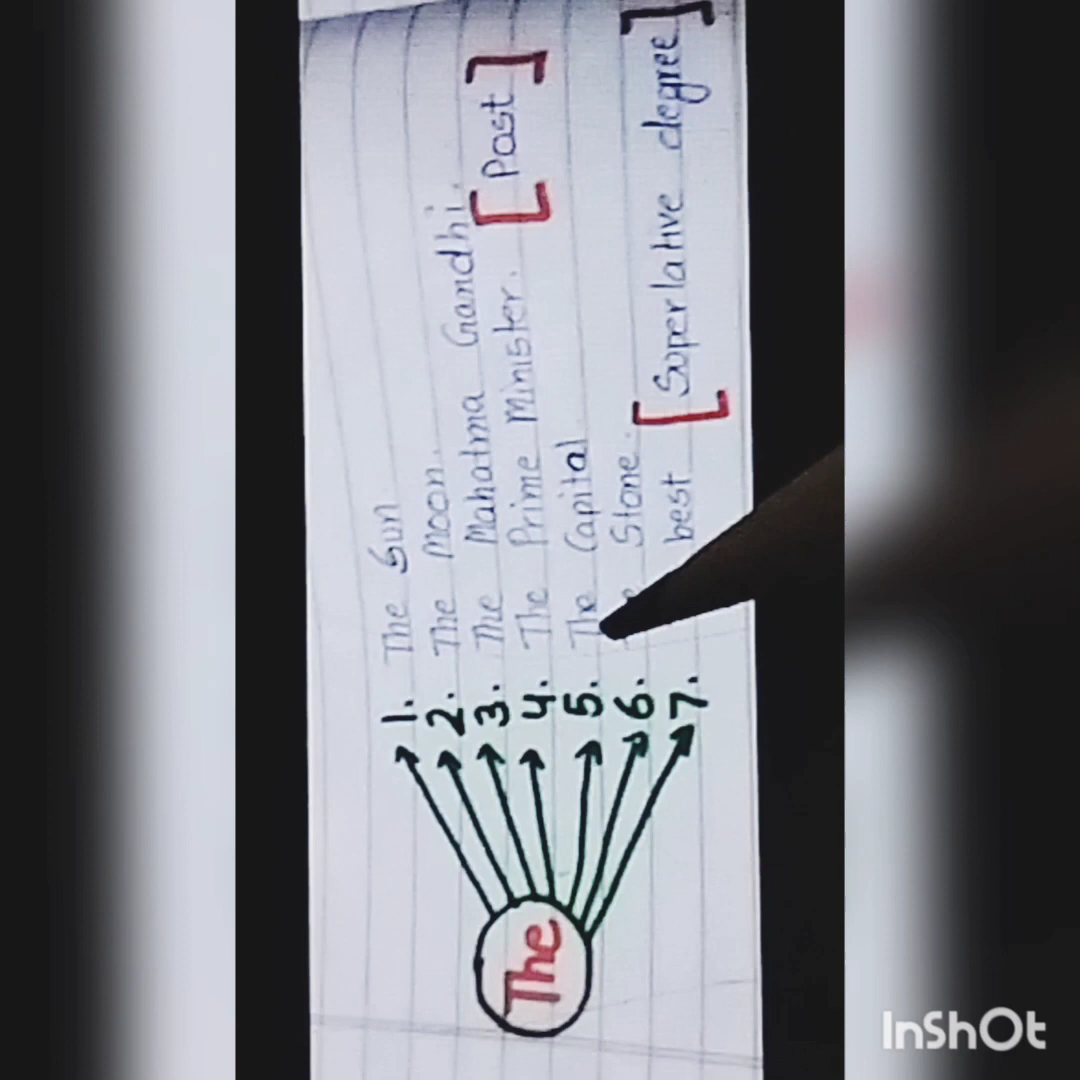 The
1. The Sun
2. The Moon.
3. The Mahatma Gandhi.
4. The Prime Minister. [Post]
5. The Capital
6. Stone.
7. best [Superlative degree]
InShOt